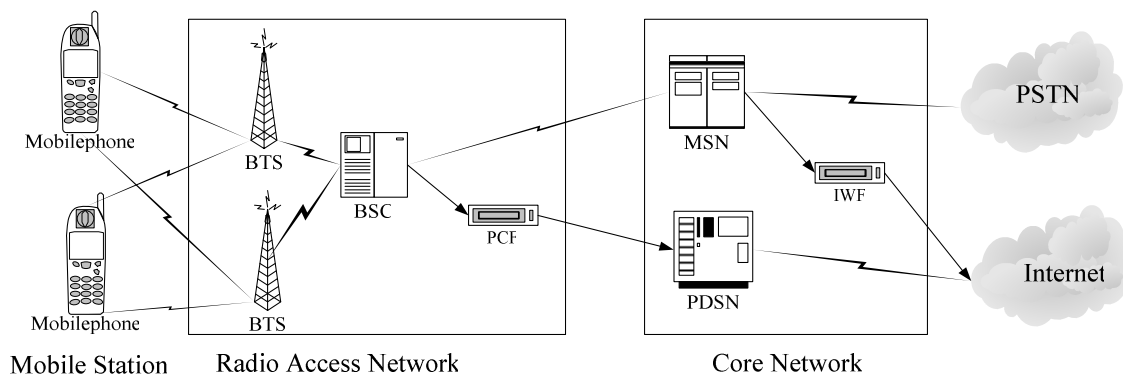 Mobilephone
BTS
BSC
PCF
BTS
Mobilephone
MSN
PSTN
IWF
PDSN
Internet
Mobile Station
Radio Access Network
Core Network